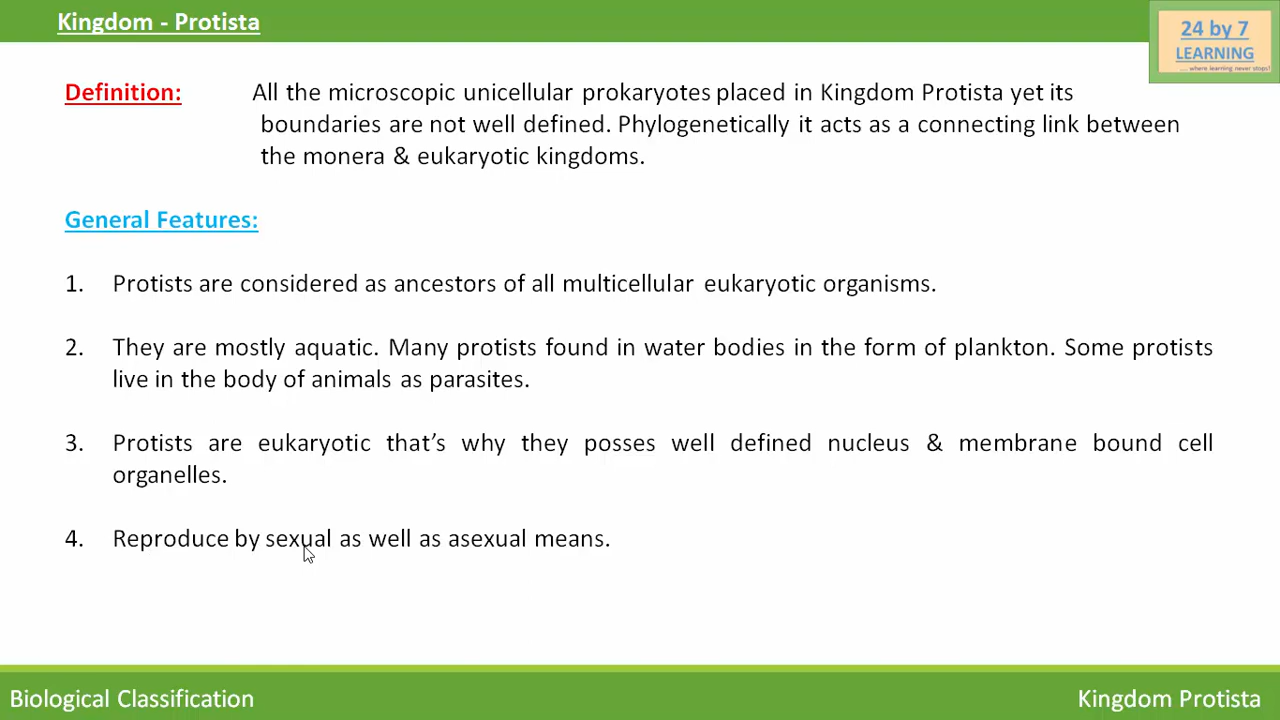 Kingdom - Protista
24 by 7
LEARNING
.... where learning never stops!
Definition: All the microscopic unicellular prokaryotes placed in Kingdom Protista yet its
boundaries are not well defined. Phylogenetically it acts as a connecting link between
the monera & eukaryotic kingdoms.
General Features:
1. Protists are considered as ancestors of all multicellular eukaryotic organisms.
2. They are mostly aquatic. Many protists found in water bodies in the form of plankton. Some protists
live in the body of animals as parasites.
3. Protists are eukaryotic that’s why they posses well defined nucleus & membrane bound cell
organelles.
4. Reproduce by sexual as well as asexual means.
Biological Classification
Kingdom Protista